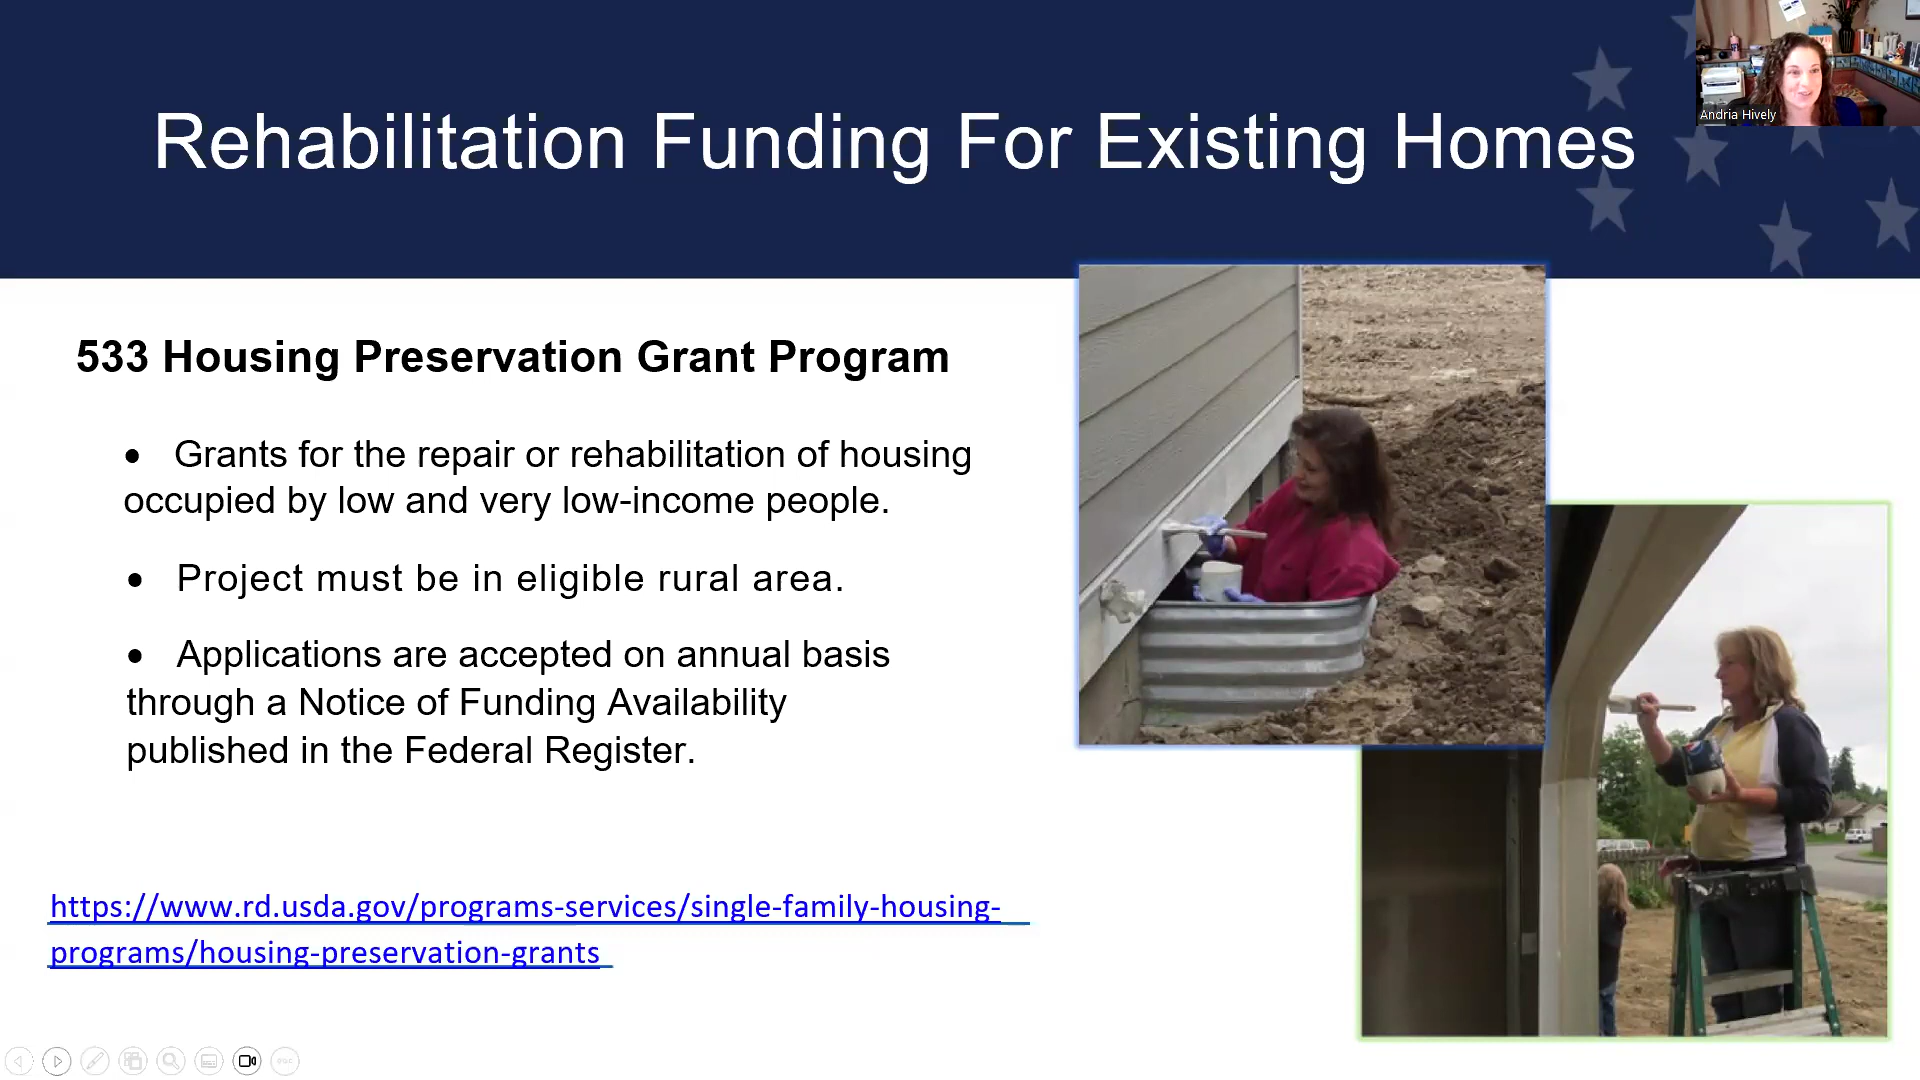 Rehabilitation Funding For Existing Homes
Andria Hively
533 Housing Preservation Grant Program
• Grants for the repair or rehabilitation of housing
occupied by low and very low-income people.
• Project must be in eligible rural area.
• Applications are accepted on annual basis
through a Notice of Funding Availability
published in the Federal Register.
https://www.rd.usda.gov/programs-services/single-family-housing-
programs/housing-preservation-grants